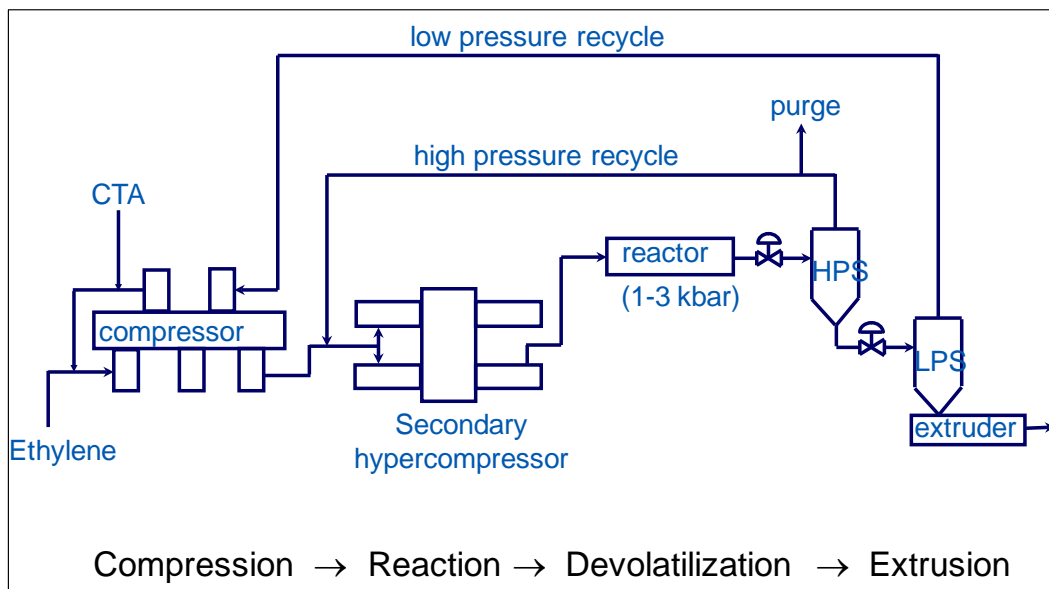 low pressure recycle
purge
high pressure recycle
CTA
reactor
HPS
(1-3 kbar)
compressor
LPS
Secondary
hypercompressor
extruder
Ethylene
Compression → Reaction → Devolatilization → Extrusion